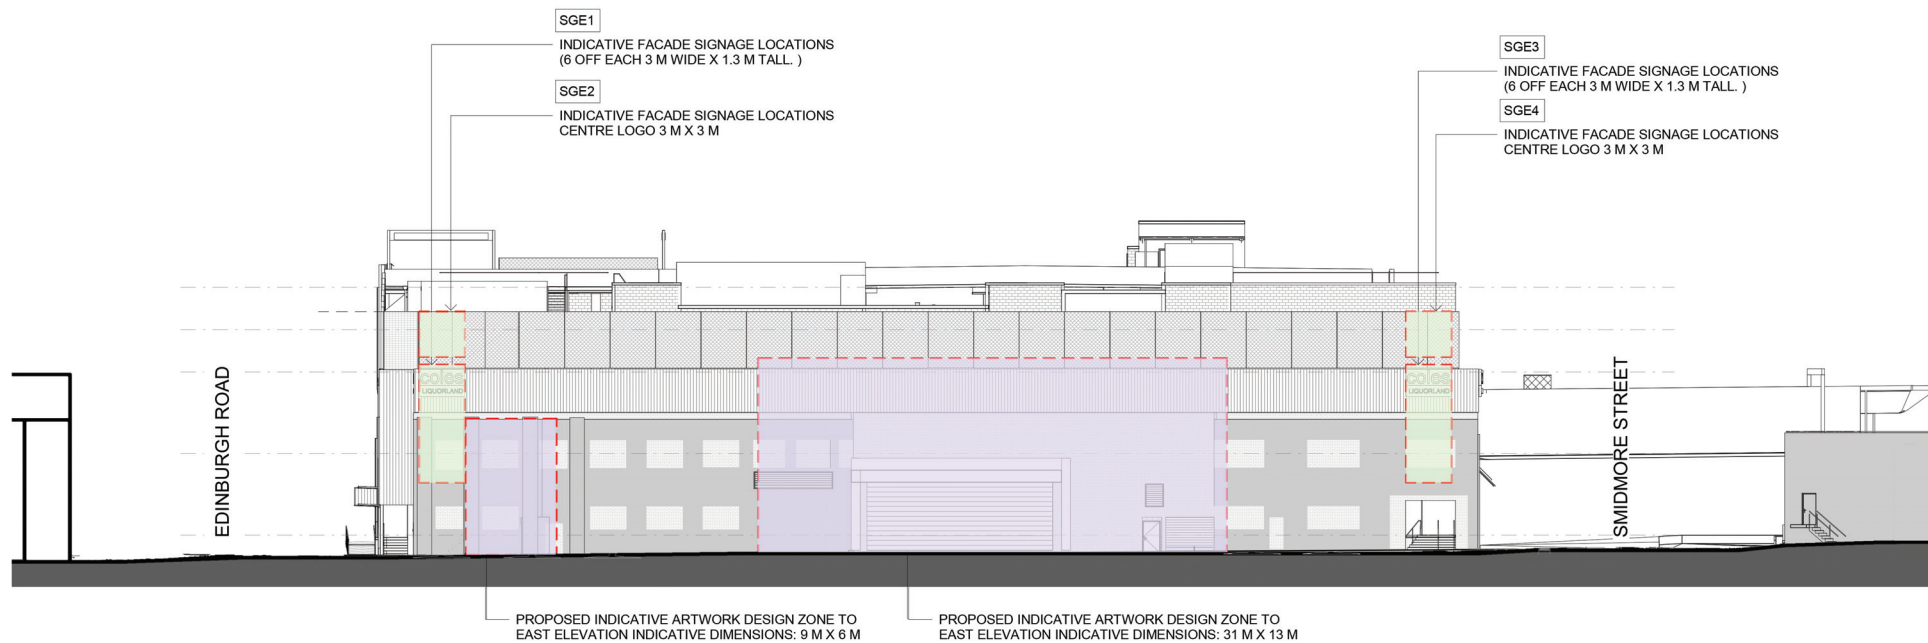 SGE1
INDICATIVE FACADE SIGNAGE LOCATIONS
(6 OFF EACH 3 M WIDE X 1.3 M TALL. )
SGE2
INDICATIVE FACADE SIGNAGE LOCATIONS
CENTRE LOGO 3 M X 3 M
SGE3
INDICATIVE FACADE SIGNAGE LOCATIONS
(6 OFF EACH 3 M WIDE X 1.3 M TALL. )
SGE4
INDICATIVE FACADE SIGNAGE LOCATIONS
CENTRE LOGO 3 M X 3 M
EDINBURGH ROAD
coles
LIQUORLAND
coles
LIQUORLAND
SMIDMORE STREET
PROPOSED INDICATIVE ARTWORK DESIGN ZONE TO
EAST ELEVATION INDICATIVE DIMENSIONS: 9 M X 6 M
PROPOSED INDICATIVE ARTWORK DESIGN ZONE TO
EAST ELEVATION INDICATIVE DIMENSIONS: 31 M X 13 M